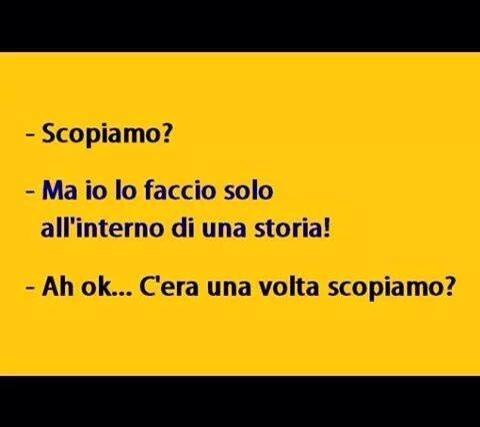 - Scopiamo?
- Ma io lo faccio solo
all'interno di una storia!
- Ah ok... C'era una volta scopiamo?